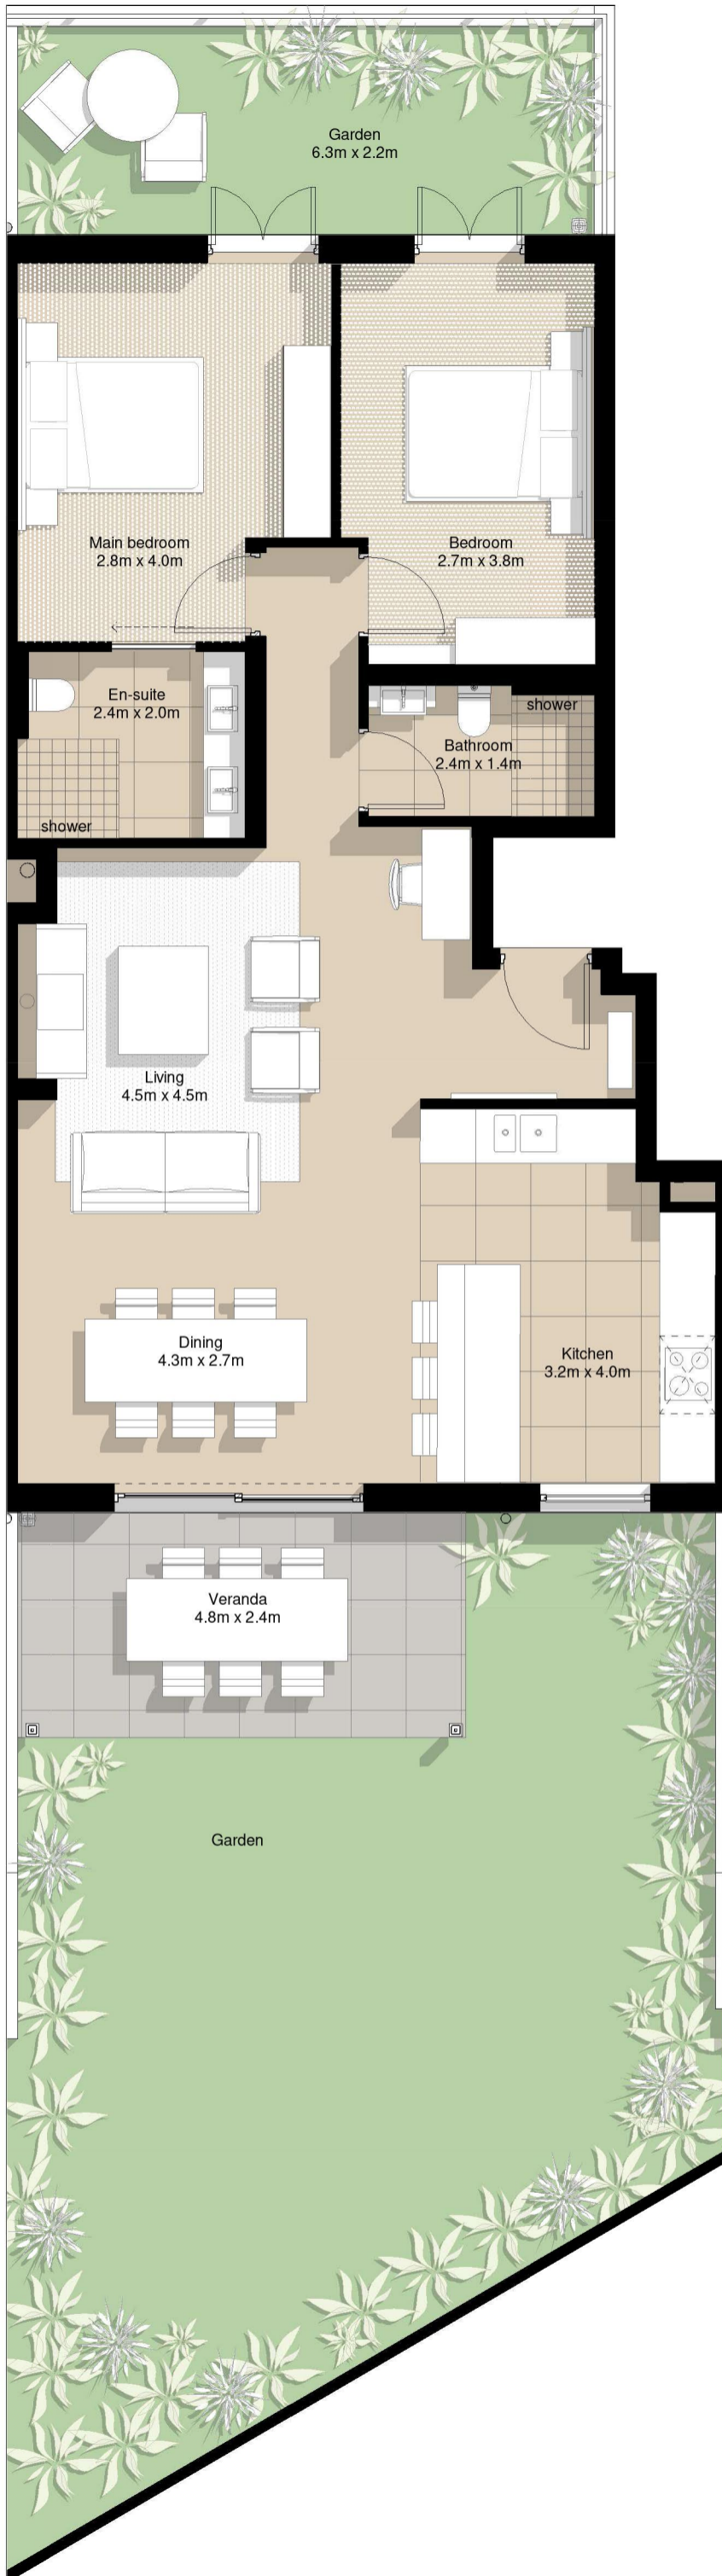 Garden
6.3m x 2.2m
Main bedroom
2.8m x 4.0m
Bedroom
2.7m x 3.8m
En-suite
2.4m x 2.0m
shower
shower
Bathroom
2.4m x 1.4m
Living
4.5m x 4.5m
Dining
4.3m x 2.7m
Kitchen
3.2m x 4.0m
Veranda
4.8m x 2.4m
Garden